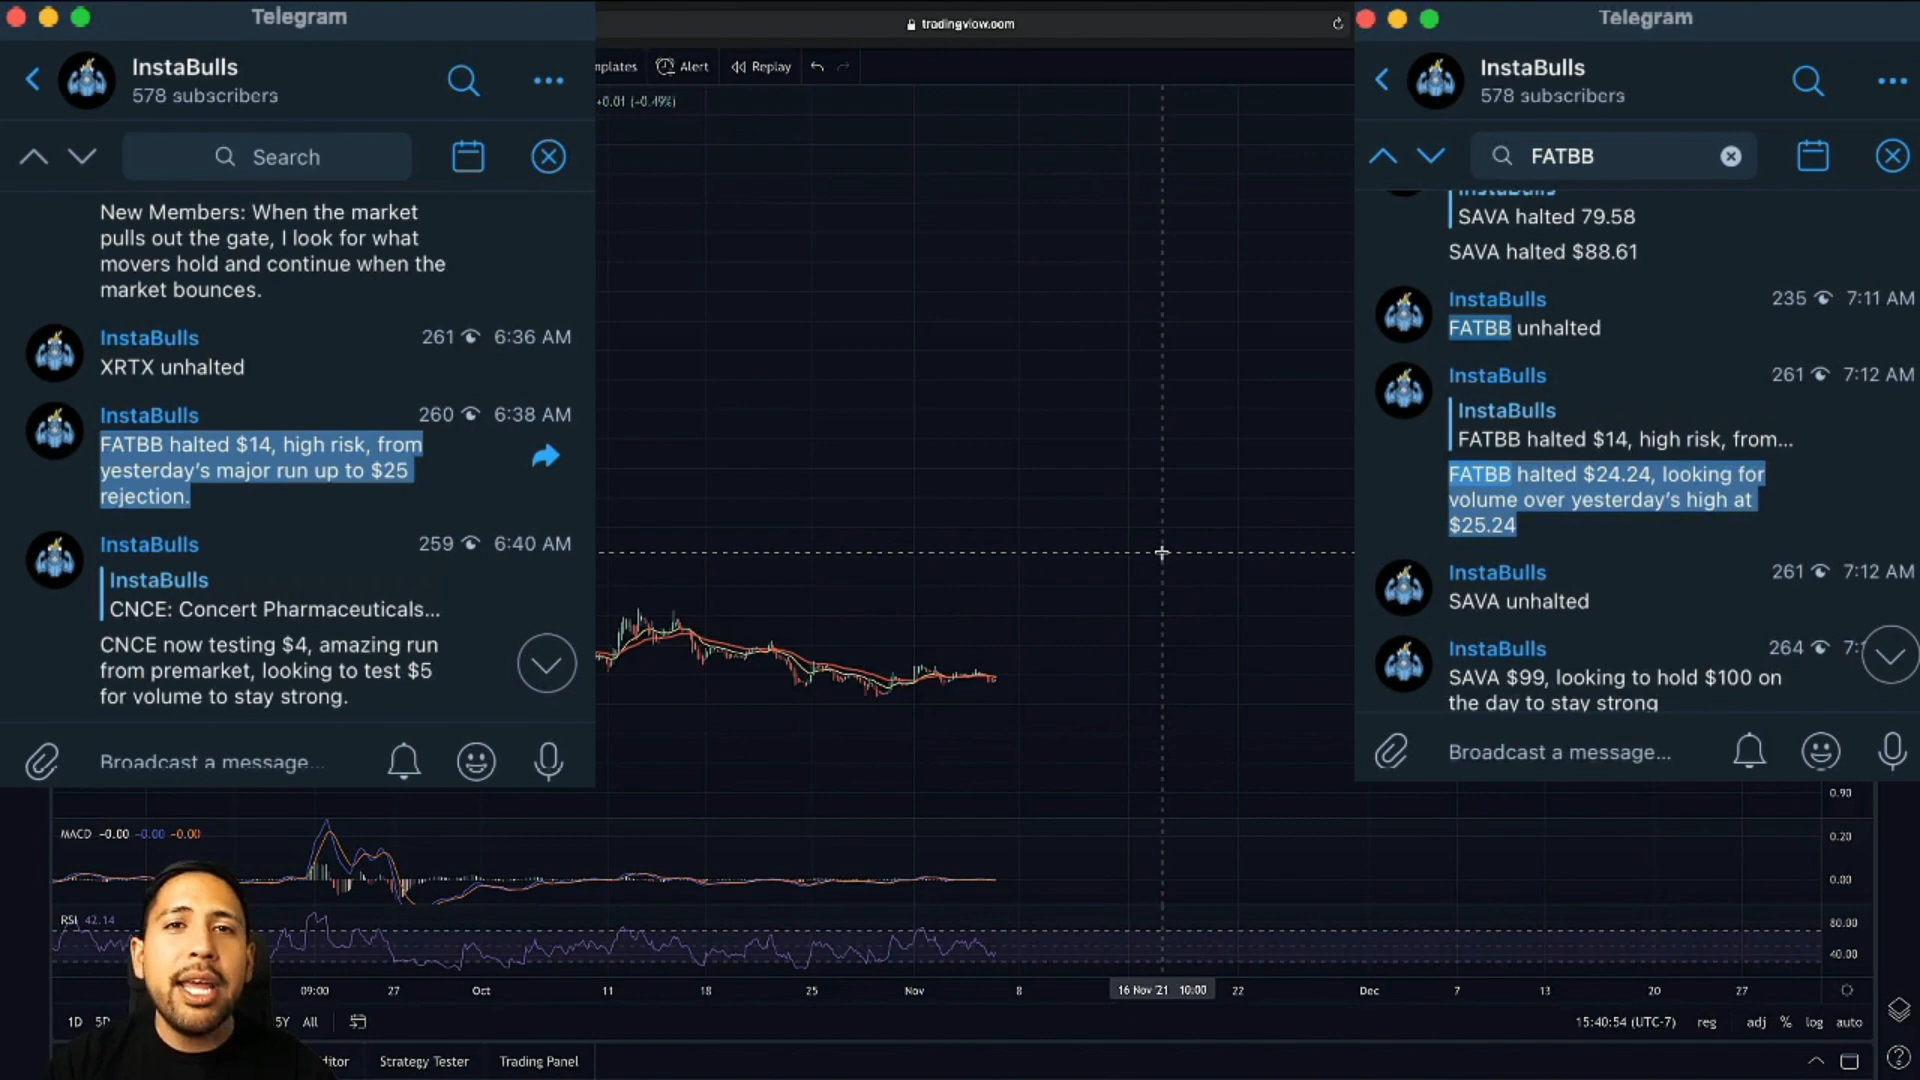 Telegram
InstaBulls
578 subscribers
Search
New Members: When the market
pulls out the gate, I look for what
movers hold and continue when the
market bounces.
InstaBulls 261 6:36 AM
XRTX unhalted
InstaBulls 260 6:38 AM
FATBB halted $14, high risk, from
yesterday's major run up to $25
rejection.
InstaBulls 259 6:40 AM
InstaBulls
CNCE: Concert Pharmaceuticals...
CNCE now testing $4, amazing run
from premarket, looking to test $5
for volume to stay strong.
Broadcast a message...
tradingview.com
mplates Alert Replay
+0.01 (+0.49%)
Telegram
InstaBulls
578 subscribers
FATBB
InstaBulls
SAVA halted 79.58
SAVA halted $88.61
InstaBulls 235 7:11 AM
FATBB unhalted
InstaBulls 261 7:12 AM
InstaBulls
FATBB halted $14, high risk, from...
FATBB halted $24.24, looking for
volume over yesterday's high at
$25.24
InstaBulls 261 7:12 AM
SAVA unhalted
InstaBulls 264 7:
SAVA $99, looking to hold $100 on
the day to stay strong
Broadcast a message...
0.90
MACD -0.00 -0.00 -0.00
0.20
0.00
RSI 42.14
80.00
40.00
09:00 27 Oct 11 18 25 Nov 8 16 Nov '21 10:00 22 Dec 7 13 20 27
1D 5D 5Y All 15:40:54 (UTC-7) reg adj % log auto
ditor Strategy Tester Trading Panel